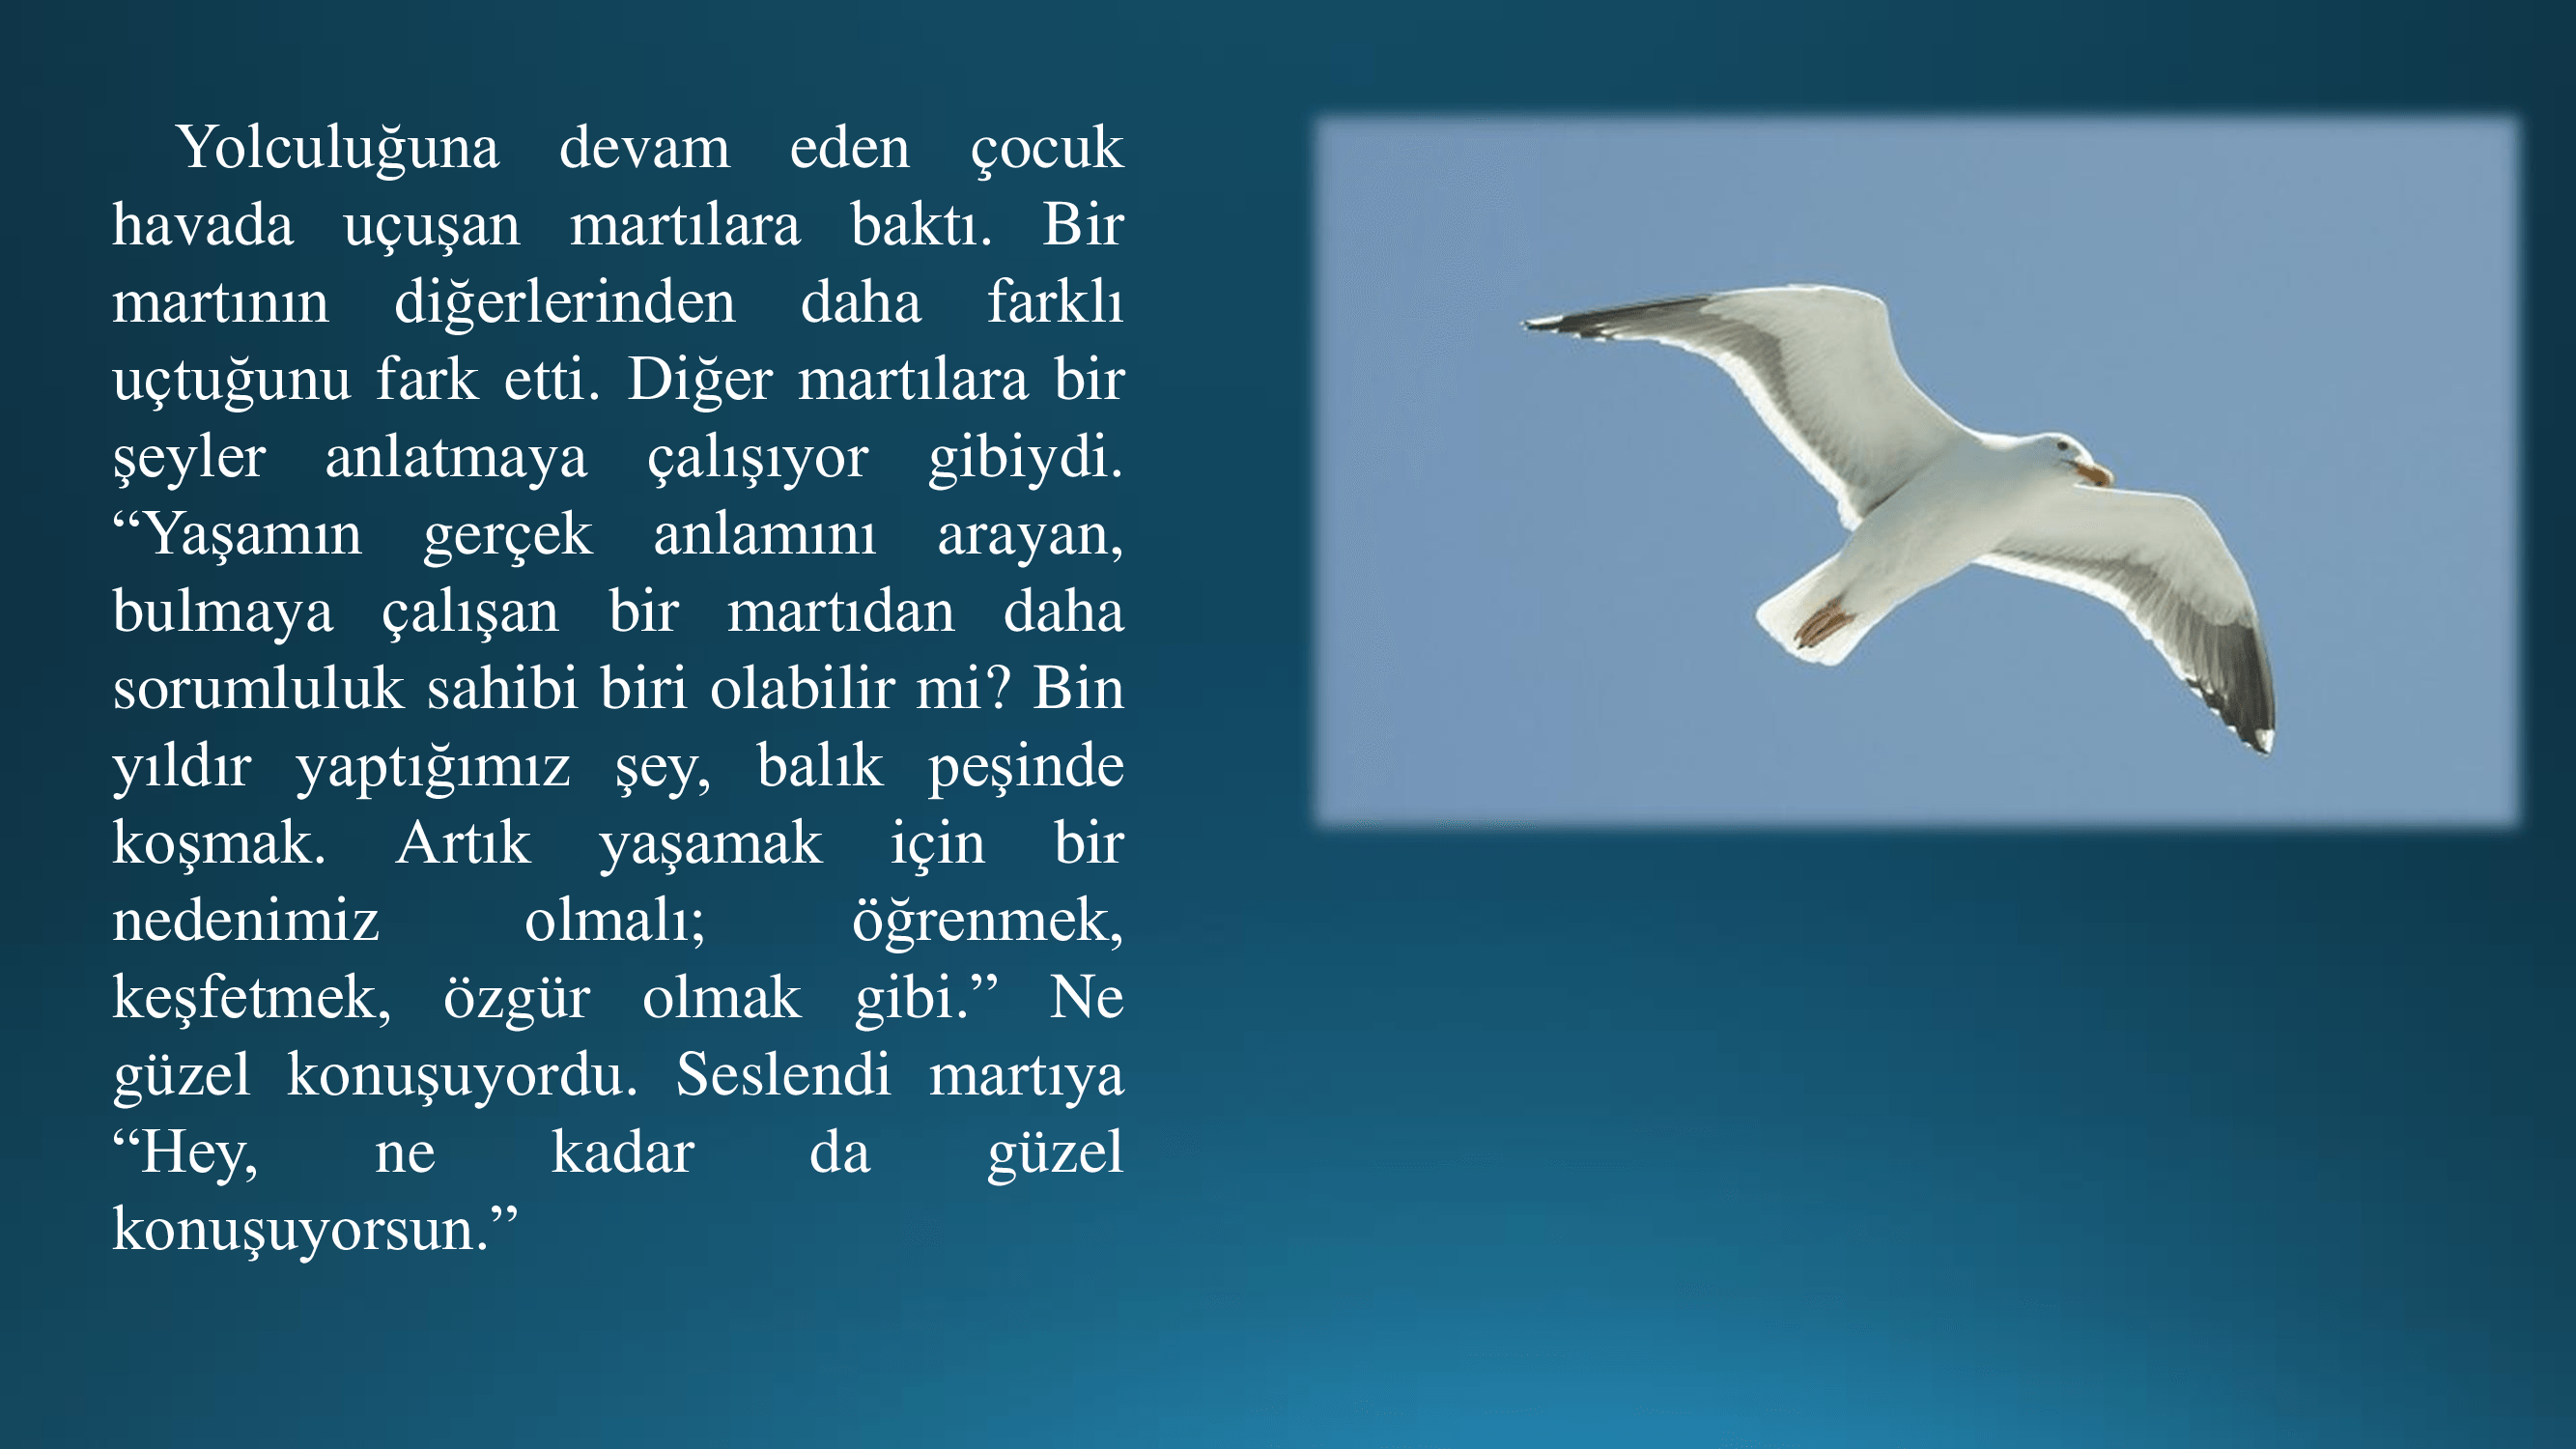 Yolculuğuna devam eden çocuk
havada uçuşan martılara baktı. Bir
martının diğerlerinden daha farklı
uçtuğunu fark etti. Diğer martılara bir
şeyler anlatmaya çalışıyor gibiydi.
“Yaşamın gerçek anlamını arayan,
bulmaya çalışan bir martıdan daha
sorumluluk sahibi biri olabilir mi? Bin
yıldır yaptığımız şey, balık peşinde
koşmak. Artık yaşamak için bir
nedenimiz olmalı; öğrenmek,
keşfetmek, özgür olmak gibi.” Ne
güzel konuşuyordu. Seslendi martıya
“Hey, ne kadar da güzel
konuşuyorsun.”